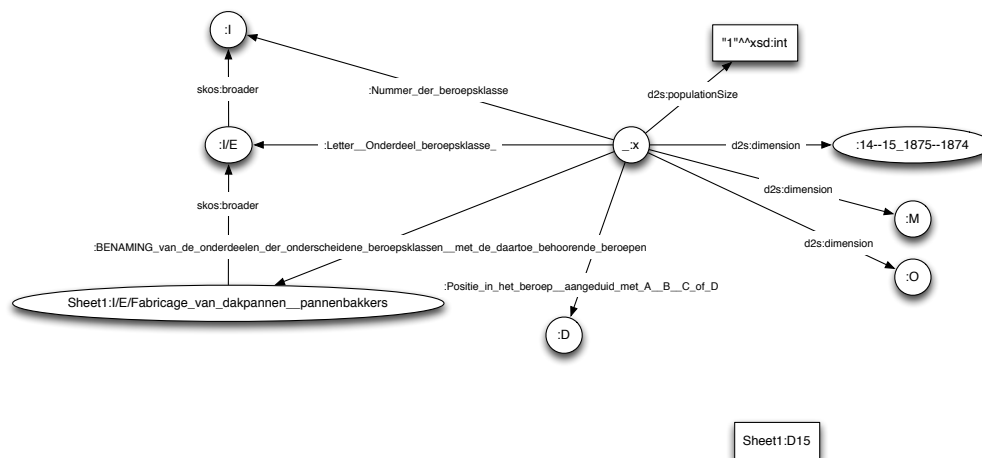 :I
"1"^^xsd:int
skos:broader
:Nummer_der_beroepsklasse
d2s:populationSize
:I/E
:Letter__Onderdeel_beroepsklasse_
_:x
d2s:dimension
:14--15_1875--1874
d2s:dimension
skos:broader
:M
:BENAMING_van_de_onderdeelen_der_onderscheidene_beroepsklassen__met_de_daartoe_behoorende_beroepen
d2s:dimension
:O
:Positie_in_het_beroep__aangeduid_met_A__B__C_of_D
Sheet1:I/E/Fabricage_van_dakpannen__pannenbakkers
:D
Sheet1:D15